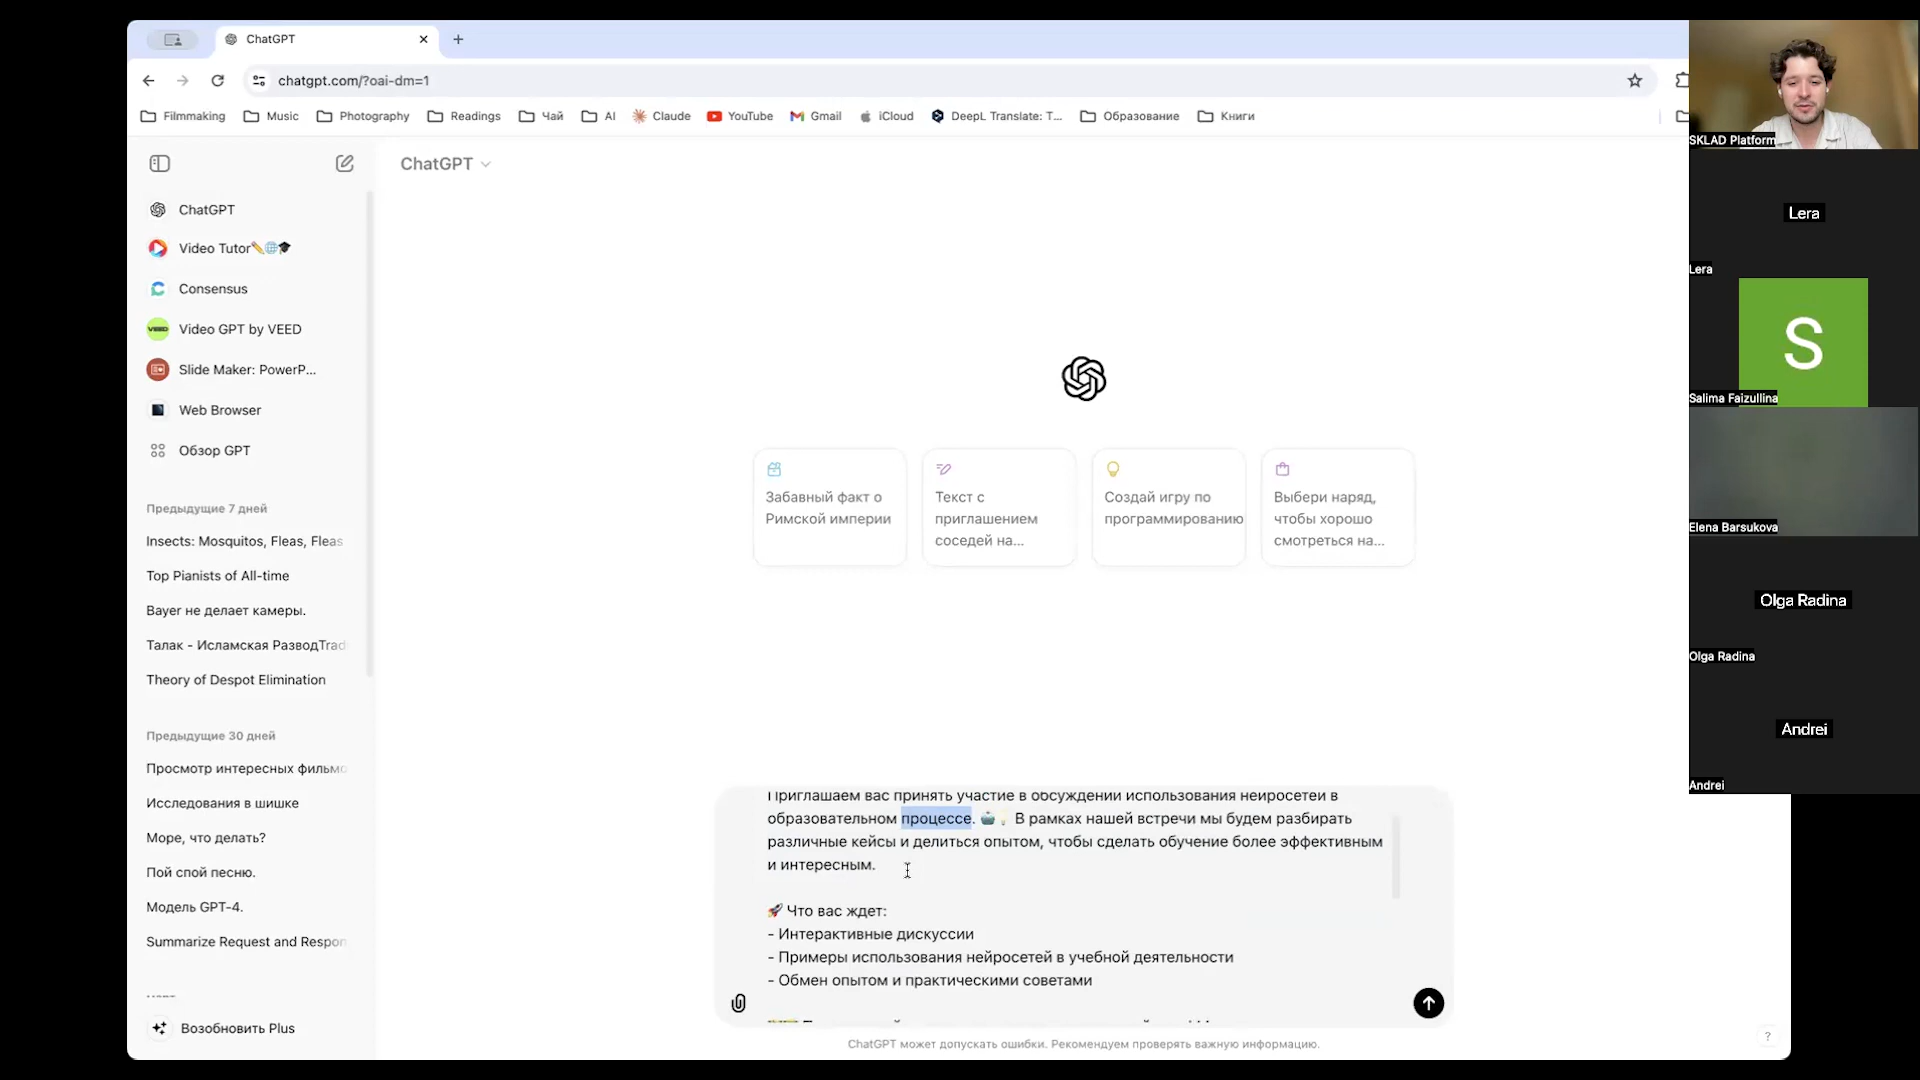 ChatGPT
chatgpt.com/?oai-dm=1
Filmmaking
Music
Photography
Readings
Чай
AI
Claude
YouTube
Gmail
iCloud
DeepL Translate: T...
Образование
Книги
ChatGPT
ChatGPT
Video Tutor✏️🌐🎓
Consensus
VEED
Video GPT by VEED
Slide Maker: PowerP...
Web Browser
Обзор GPT
Предыдущие 7 дней
Insects: Mosquitos, Fleas, Fleas
Top Pianists of All-time
Bayer не делает камеры.
Талак - Исламская РазводTrad
Theory of Despot Elimination
Предыдущие 30 дней
Просмотр интересных фильмо
Исследования в шишке
Море, что делать?
Пой спой песню.
Модель GPT-4.
Summarize Request and Respon
Возобновить Plus
Забавный факт о
Римской империи
Текст с
приглашением
соседей на...
Создай игру по
программированию
Выбери наряд,
чтобы хорошо
смотреться на...
Приглашаем вас принять участие в обсуждении использования нейросетей в
образовательном процессе. 🤖💡 В рамках нашей встречи мы будем разбирать
различные кейсы и делиться опытом, чтобы сделать обучение более эффективным
и интересным.
🚀 Что вас ждет:
- Интерактивные дискуссии
- Примеры использования нейросетей в учебной деятельности
- Обмен опытом и практическими советами
ChatGPT может допускать ошибки. Рекомендуем проверять важную информацию.
?
SKLAD Platform
Lera
Lera
S
Salima Faizullina
Elena Barsukova
Olga Radina
Olga Radina
Andrei
Andrei